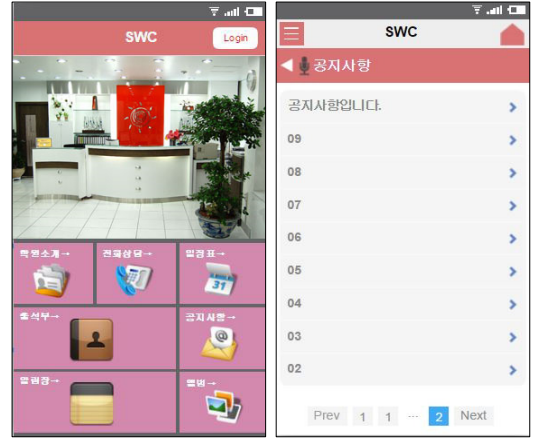 SWC
Login
학원소개→
전화상담→
일정표→
31
출석부→
공지사항→
알림장→
앨범→
SWC
공지사항
공지사항입니다.
09
08
07
06
05
04
03
02
Prev 1 1 ... 2 Next